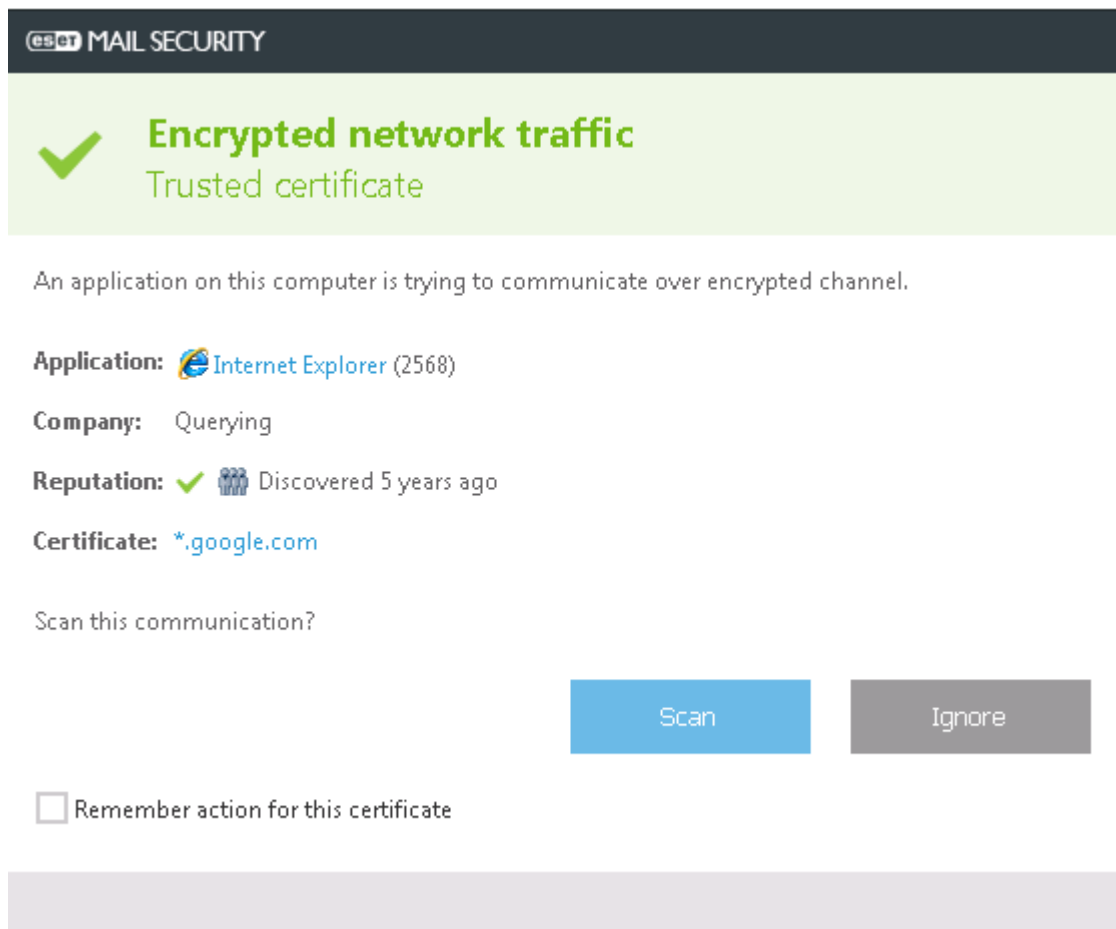 eset MAIL SECURITY
Encrypted network traffic
Trusted certificate
An application on this computer is trying to communicate over encrypted channel.
Application: Internet Explorer (2568)
Company: Querying
Reputation: Discovered 5 years ago
Certificate: *.google.com
Scan this communication?
Scan Ignore
Remember action for this certificate